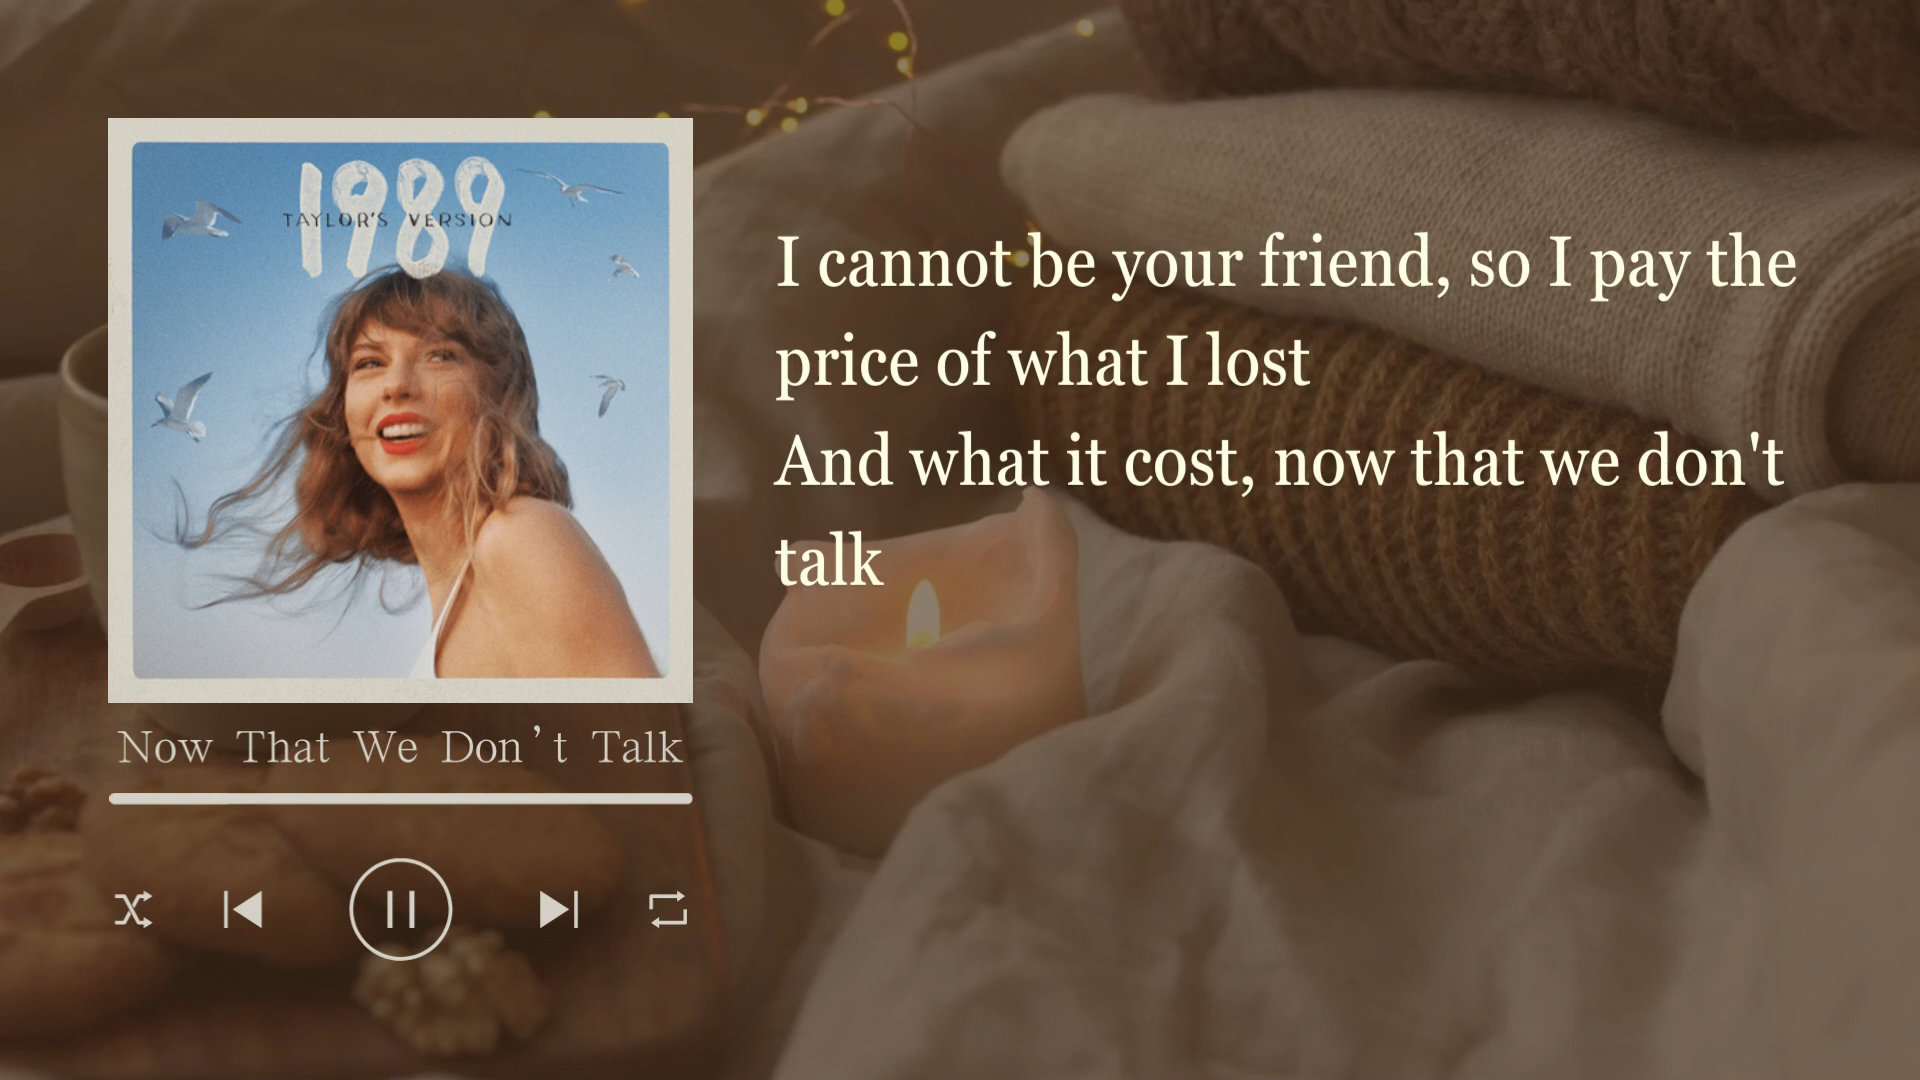 1989
TAYLOR'S VERSION
Now That We Don’t Talk
I cannot be your friend, so I pay the
price of what I lost
And what it cost, now that we don't
talk